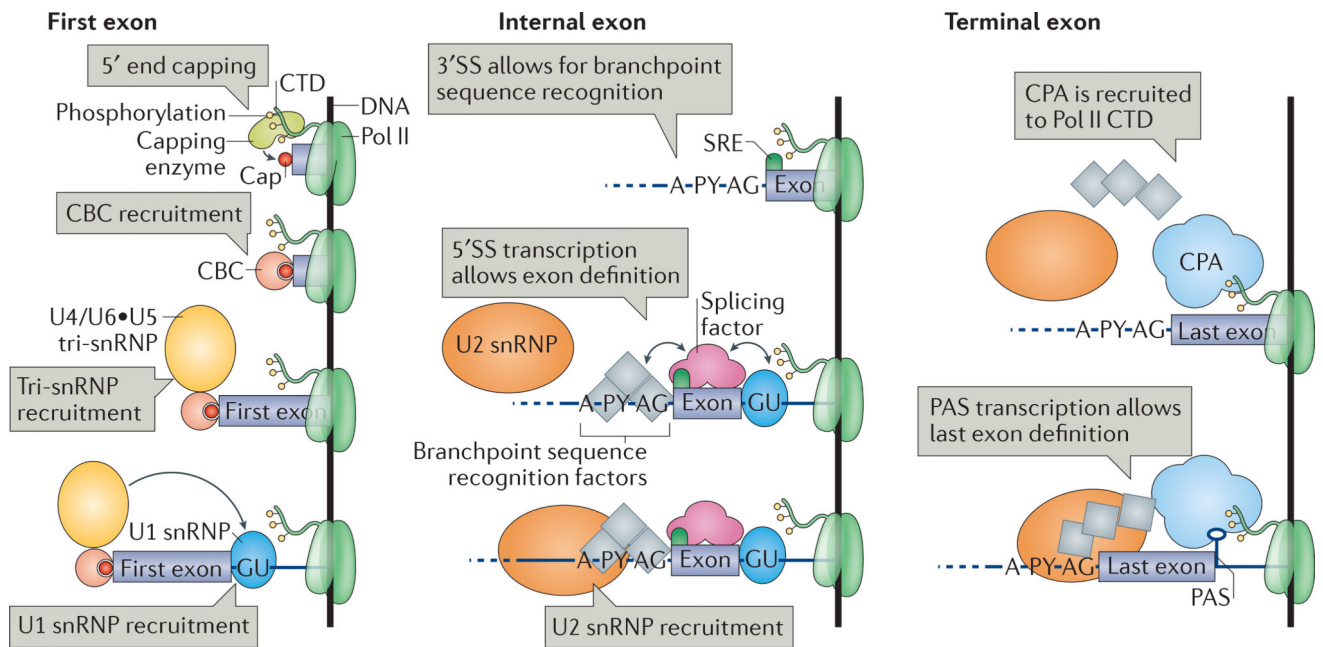 First exon
5′ end capping
CTD
Phosphorylation
DNA
Capping
enzyme
Pol II
Cap
CBC recruitment
CBC
U4/U6•U5
tri-snRNP
Tri-snRNP
recruitment
First exon
U1 snRNP
First exon
GU
U1 snRNP recruitment
Internal exon
3′SS allows for branchpoint
sequence recognition
SRE
A-PY-AG
Exon
5′SS transcription
allows exon definition
Splicing
factor
U2 snRNP
A-PY-AG
Exon
GU
Branchpoint sequence
recognition factors
A-PY-AG
Exon
GU
U2 snRNP recruitment
Terminal exon
CPA is recruited
to Pol II CTD
CPA
A-PY-AG
Last exon
PAS transcription allows
last exon definition
A-PY-AG
Last exon
PAS